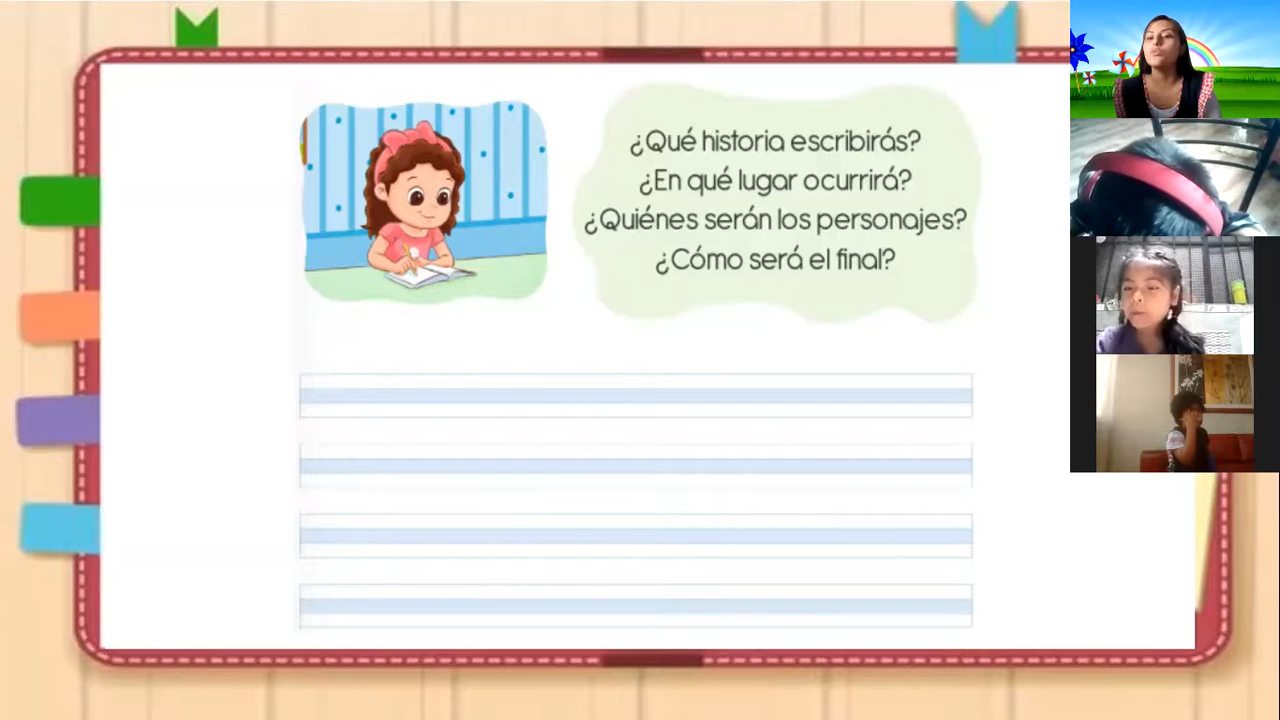 ¿Qué historia escribirás?
¿En qué lugar ocurrirá?
¿Quiénes serán los personajes?
¿Cómo será el final?